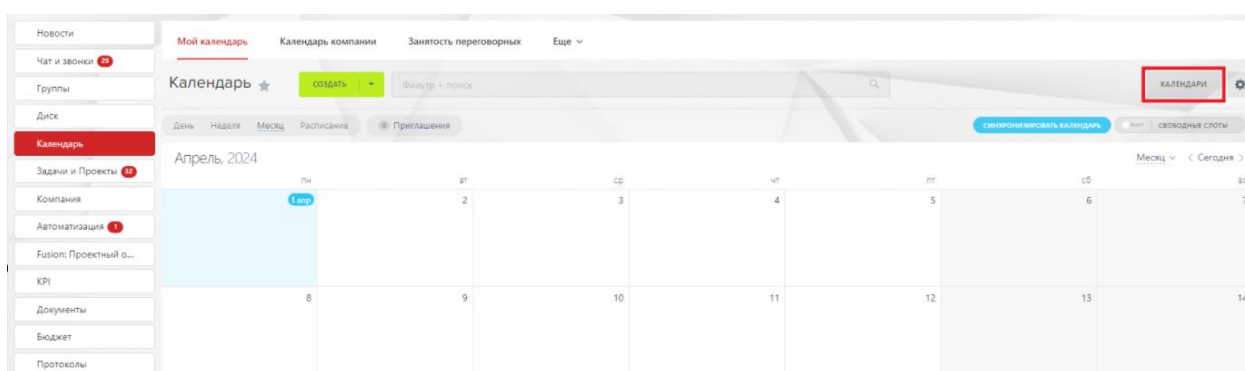 Новости
Чат и звонки 29
Группы
Диск
Календарь
Задачи и Проекты 32
Компания
Автоматизация 1
Fusion: Проектный о...
KPI
Документы
Бюджет
Протоколы
Мой календарь Календарь компании Занятость переговорных Еще
Календарь СОЗДАТЬ Фильтр + поиск КАЛЕНДАРИ
День Неделя Месяц Расписание 0 Приглашения СИНХРОНИЗИРОВАТЬ КАЛЕНДАРЬ СВОБОДНЫЕ СЛОТЫ
Апрель, 2024 Месяц < Сегодня >
пн вт ср чт пт сб
1 апр 2 3 4 5 6 7
8 9 10 11 12 13 14